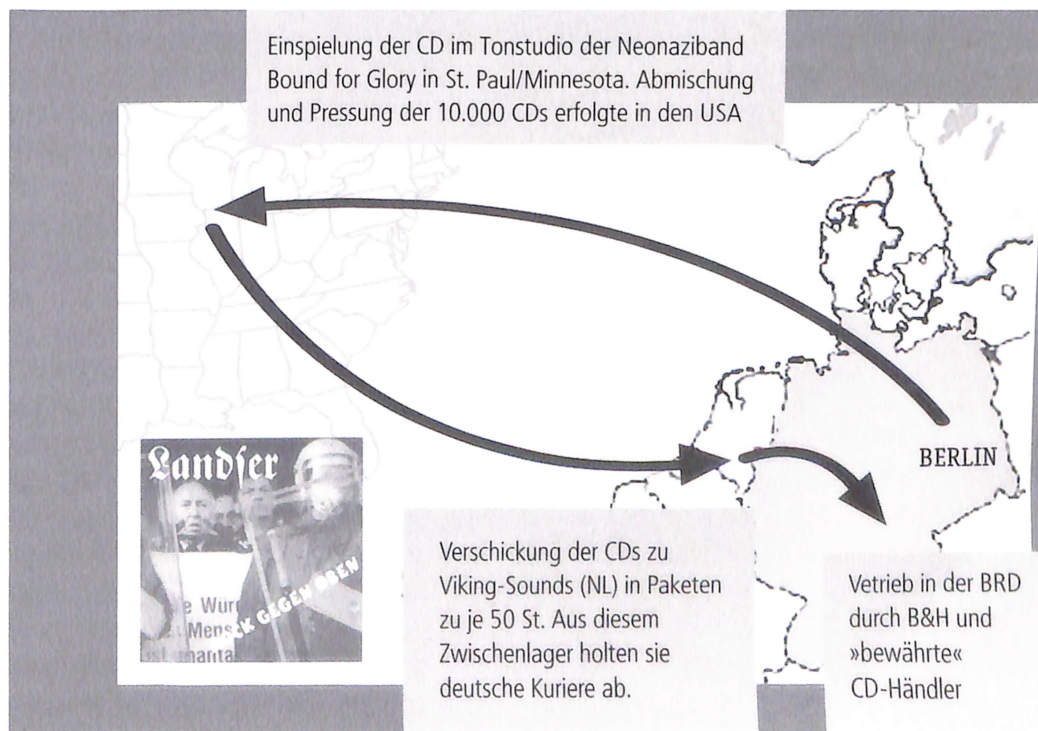 Einspielung der CD im Tonstudio der Neonaziband
Bound for Glory in St. Paul/Minnesota. Abmischung
und Pressung der 10.000 CDs erfolgte in den USA
BERLIN
Landser
GEGEN OBEN
Verschickung der CDs zu
Viking-Sounds (NL) in Paketen
zu je 50 St. Aus diesem
Zwischenlager holten sie
deutsche Kuriere ab.
Vetrieb in der BRD
durch B&H und
»bewährte«
CD-Händler